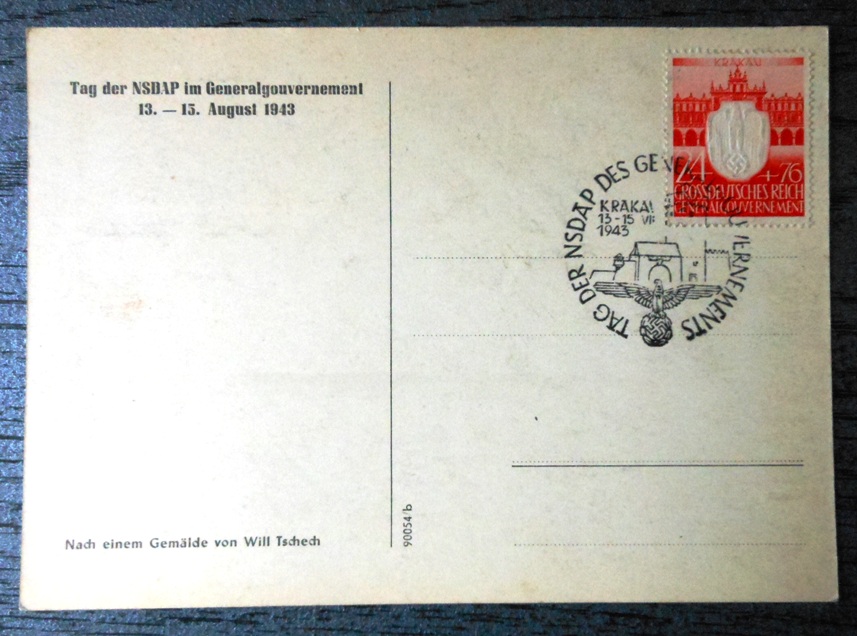 Tag der NSDAP im Generalgouvernement
13. — 15. August 1943
KRAKAU
24 + 76
GROSSDEUTSCHES REICH
GENERALGOUVERNEMENT
TAG DER NSDAP DES
KRAKAU
13-15 VIII
1943
90054/b
Nach einem Gemälde von Will Tschech